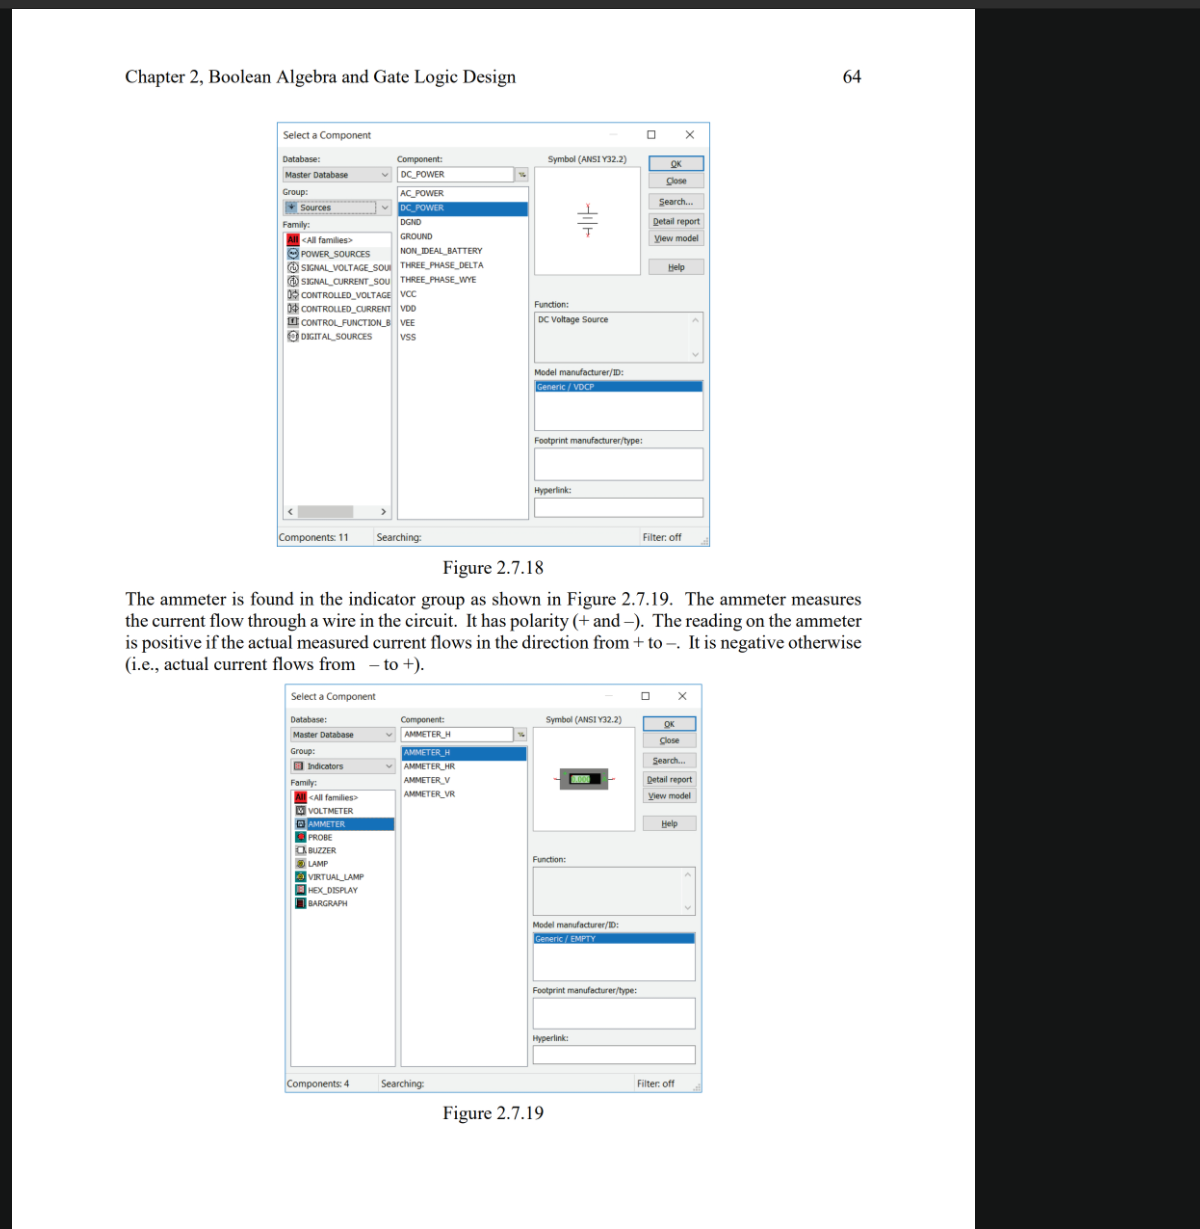 Chapter 2, Boolean Algebra and Gate Logic Design 64
Select a Component
Database:
Master Database
Group:
Sources
Family:
All <All families>
POWER_SOURCES
SIGNAL_VOLTAGE_SOU
SIGNAL_CURRENT_SOU
CONTROLLED_VOLTAGE
CONTROLLED_CURRENT
CONTROL_FUNCTION_B
DIGITAL_SOURCES
Component:
DC_POWER
AC_POWER
DC_POWER
DGND
GROUND
NON_IDEAL_BATTERY
THREE_PHASE_DELTA
THREE_PHASE_WYE
VCC
VDD
VEE
VSS
Symbol (ANSI Y32.2)
OK
Close
Search...
Detail report
View model
Help
Function:
DC Voltage Source
Model manufacturer/ID:
Generic / VDCP
Footprint manufacturer/type:
Hyperlink:
Components: 11 Searching: Filter: off
Figure 2.7.18
The ammeter is found in the indicator group as shown in Figure 2.7.19. The ammeter measures
the current flow through a wire in the circuit. It has polarity (+ and –). The reading on the ammeter
is positive if the actual measured current flows in the direction from + to –. It is negative otherwise
(i.e., actual current flows from – to +).
Select a Component
Database:
Master Database
Group:
Indicators
Family:
All <All families>
VOLTMETER
AMMETER
PROBE
BUZZER
LAMP
VIRTUAL_LAMP
HEX_DISPLAY
BARGRAPH
Component:
AMMETER_H
AMMETER_H
AMMETER_HR
AMMETER_V
AMMETER_VR
Symbol (ANSI Y32.2)
OK
Close
Search...
Detail report
View model
Help
Function:
Model manufacturer/ID:
Generic / EMPTY
Footprint manufacturer/type:
Hyperlink:
Components: 4 Searching: Filter: off
Figure 2.7.19